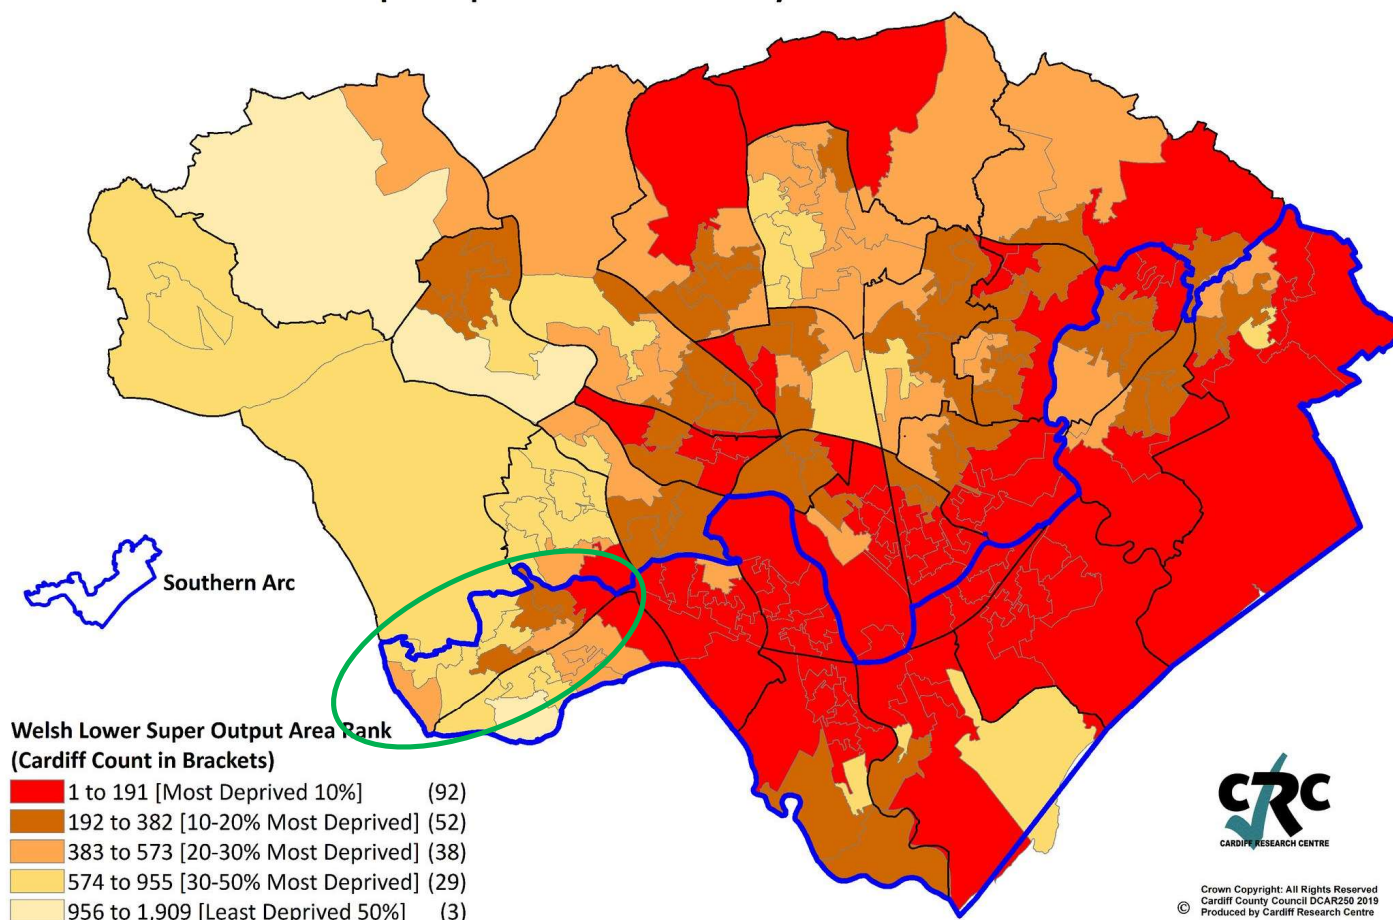 Southern Arc
Welsh Lower Super Output Area Rank
(Cardiff Count in Brackets)
1 to 191 [Most Deprived 10%] (92)
192 to 382 [10-20% Most Deprived] (52)
383 to 573 [20-30% Most Deprived] (38)
574 to 955 [30-50% Most Deprived] (29)
956 to 1,909 [Least Deprived 50%] (3)
CRC
CARDIFF RESEARCH CENTRE
Crown Copyright: All Rights Reserved
Cardiff County Council DCAR250 2019
© Produced by Cardiff Research Centre